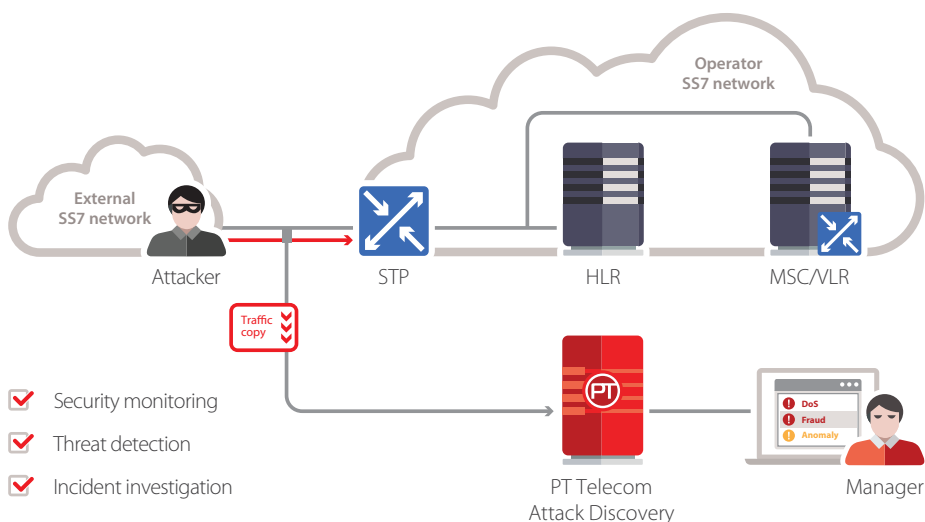 Operator
SS7 network
External
SS7 network
Attacker
STP
HLR
MSC/VLR
Traffic
copy
PT
DoS
Fraud
Anomaly
Security monitoring
Threat detection
Incident investigation
PT Telecom
Attack Discovery
Manager